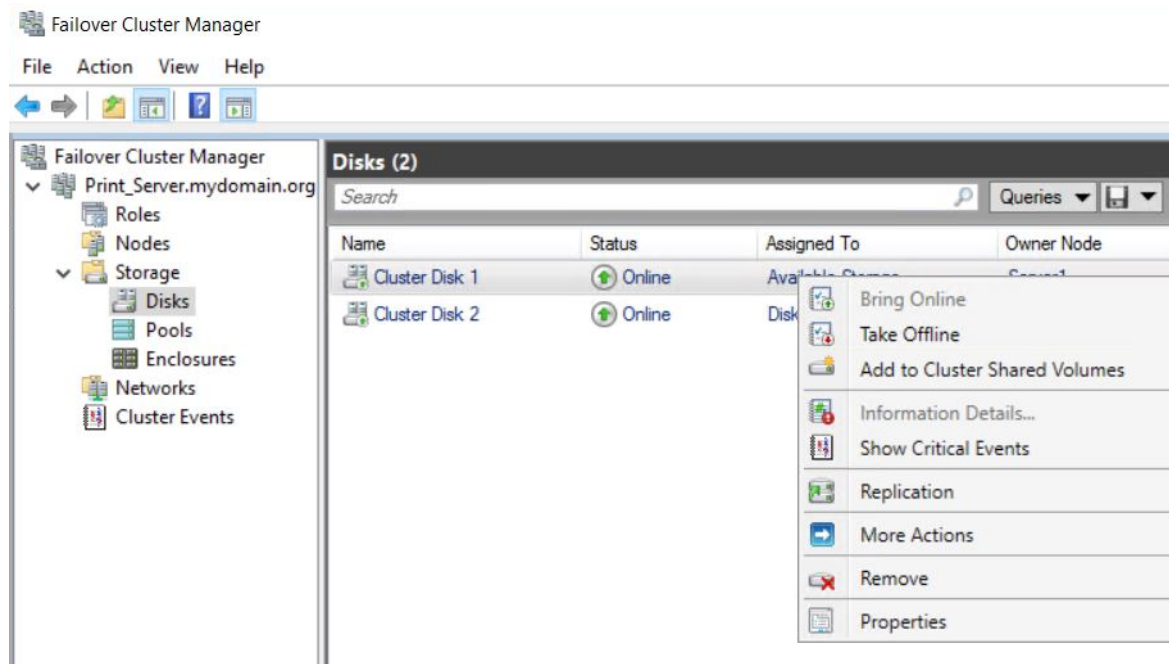 Failover Cluster Manager
File Action View Help
Failover Cluster Manager
Print_Server.mydomain.org
Roles
Nodes
Storage
Disks
Pools
Enclosures
Networks
Cluster Events
Disks (2)
Search Queries
Name Status Assigned To Owner Node
Cluster Disk 1 Online Available Storage Server1
Cluster Disk 2 Online Disk
Bring Online
Take Offline
Add to Cluster Shared Volumes
Information Details...
Show Critical Events
Replication
More Actions
Remove
Properties